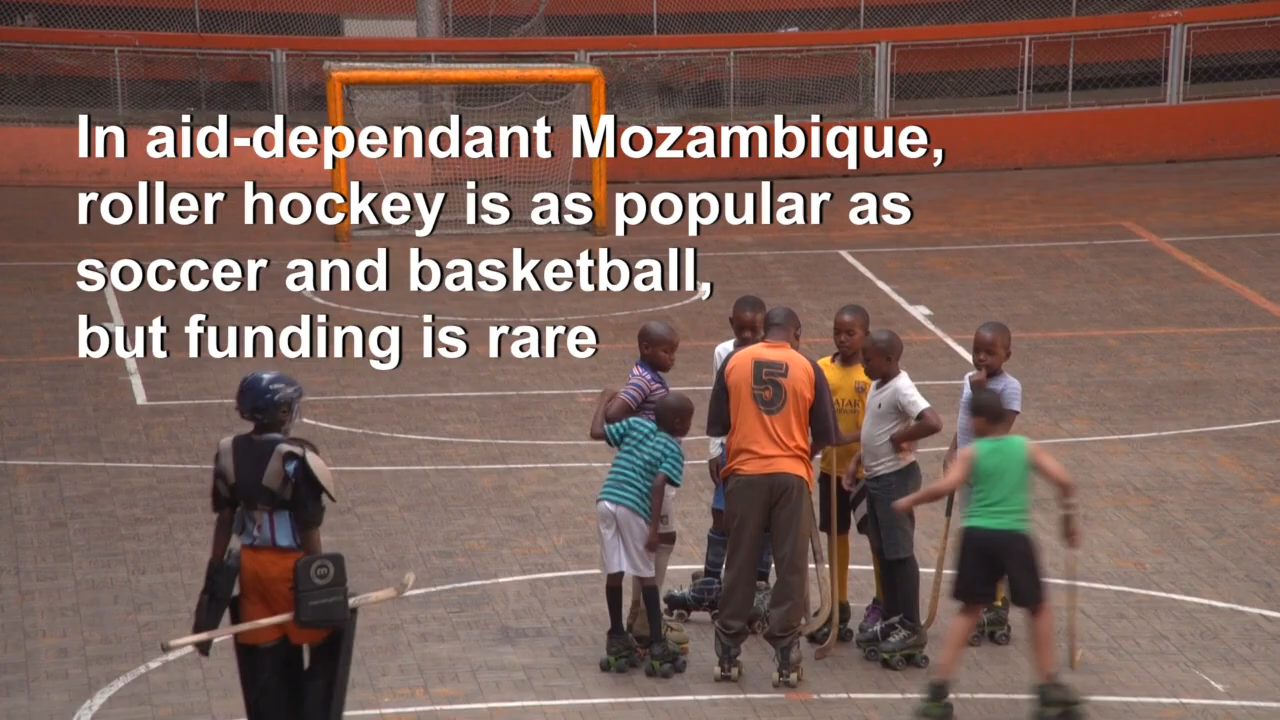 In aid-dependant Mozambique,
roller hockey is as popular as
soccer and basketball,
but funding is rare
5